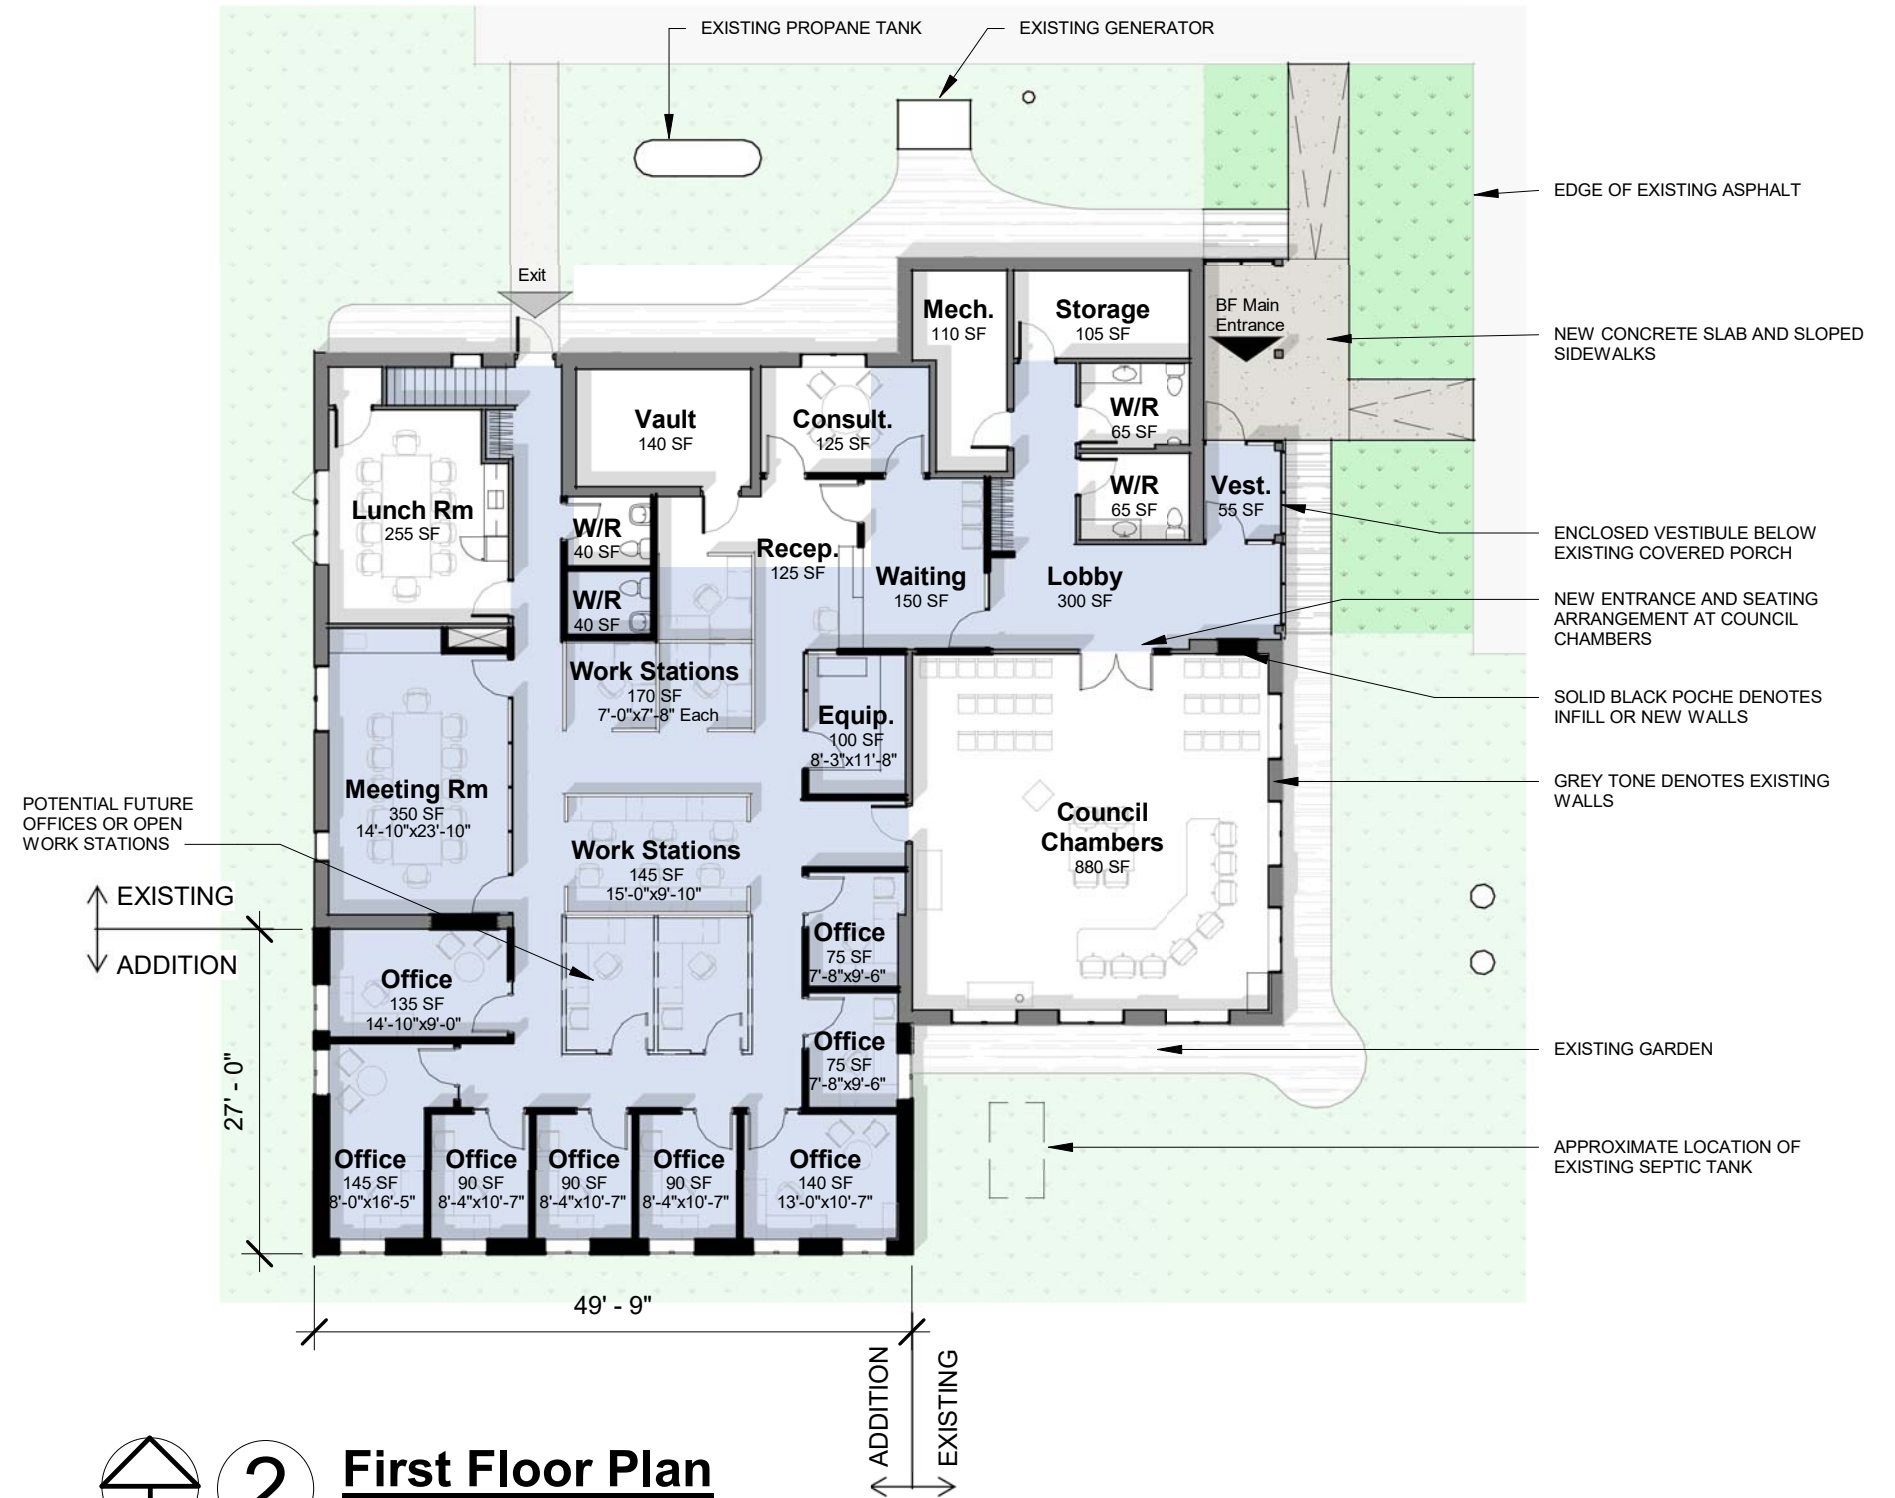 EXISTING PROPANE TANK
EXISTING GENERATOR
EDGE OF EXISTING ASPHALT
Exit
Mech.
110 SF
Storage
105 SF
BF Main
Entrance
NEW CONCRETE SLAB AND SLOPED
SIDEWALKS
Vault
140 SF
Consult.
125 SF
W/R
65 SF
W/R
65 SF
Vest.
55 SF
Lunch Rm
255 SF
W/R
40 SF
W/R
40 SF
Recep.
125 SF
Waiting
150 SF
Lobby
300 SF
ENCLOSED VESTIBULE BELOW
EXISTING COVERED PORCH
NEW ENTRANCE AND SEATING
ARRANGEMENT AT COUNCIL
CHAMBERS
Work Stations
170 SF
7'-0"x7'-8" Each
Equip.
100 SF
8'-3"x11'-8"
SOLID BLACK POCHE DENOTES
INFILL OR NEW WALLS
GREY TONE DENOTES EXISTING
WALLS
Meeting Rm
350 SF
14'-10"x23'-10"
POTENTIAL FUTURE
OFFICES OR OPEN
WORK STATIONS
Work Stations
145 SF
15'-0"x9'-10"
Council
Chambers
880 SF
EXISTING
ADDITION
Office
135 SF
14'-10"x9'-0"
Office
75 SF
7'-8"x9'-6"
Office
75 SF
7'-8"x9'-6"
EXISTING GARDEN
27' - 0"
Office
145 SF
8'-0"x16'-5"
Office
90 SF
8'-4"x10'-7"
Office
90 SF
8'-4"x10'-7"
Office
90 SF
8'-4"x10'-7"
Office
140 SF
13'-0"x10'-7"
APPROXIMATE LOCATION OF
EXISTING SEPTIC TANK
49' - 9"
ADDITION
EXISTING
2
First Floor Plan